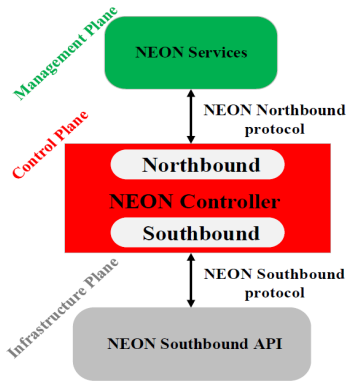 Management Plane
NEON Services
NEON Northbound
protocol
Control Plane
Northbound
NEON Controller
Southbound
NEON Southbound
protocol
Infrastructure Plane
NEON Southbound API